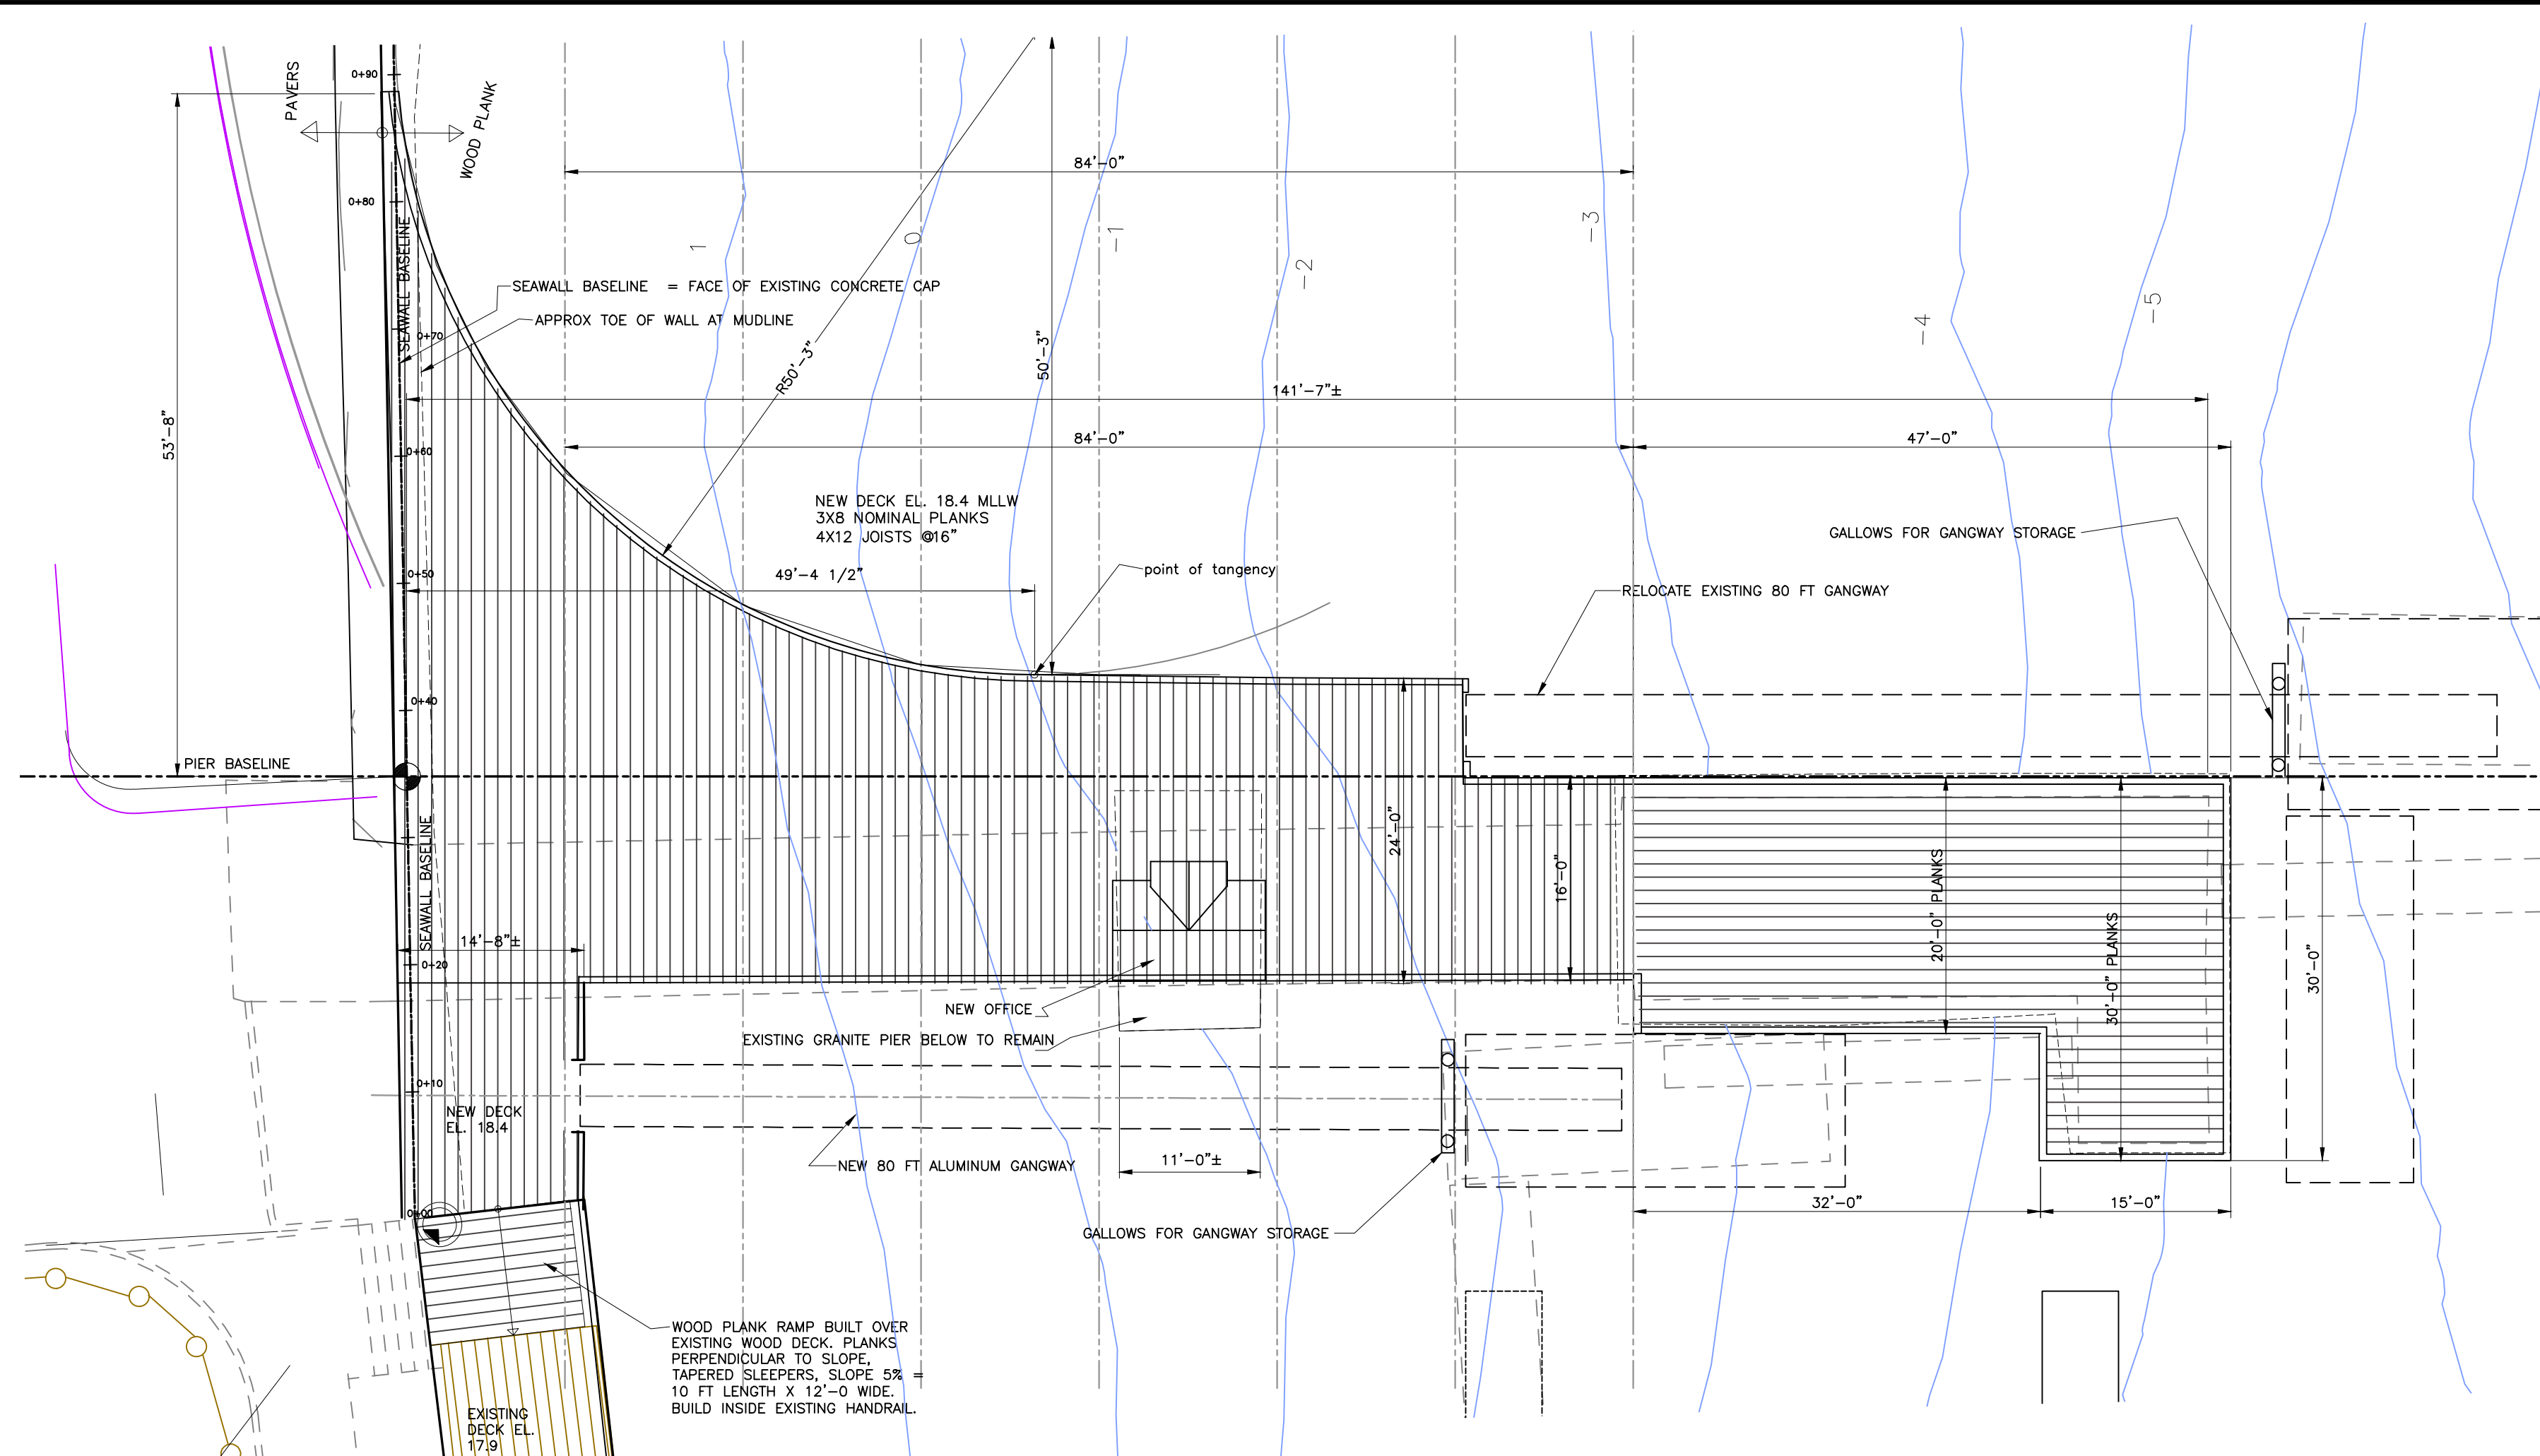 0+90
PAVERS
WOOD PLANK
84'-0"
0+80
SEAWALL BASELINE
1
0
-1
-2
-3
-4
-5
SEAWALL BASELINE = FACE OF EXISTING CONCRETE CAP
APPROX TOE OF WALL AT MUDLINE
0+70
R50'-3"
50'-3"
141'-7"±
53'-8"
84'-0"
47'-0"
0+60
NEW DECK EL. 18.4 MLLW
3X8 NOMINAL PLANKS
4X12 JOISTS @16"
GALLOWS FOR GANGWAY STORAGE
0+50
49'-4 1/2"
point of tangency
RELOCATE EXISTING 80 FT GANGWAY
0+40
PIER BASELINE
24'-0"
16'-0"
20'-0" PLANKS
30'-0" PLANKS
30'-0"
SEAWALL BASELINE
14'-8"±
0+20
NEW OFFICE
EXISTING GRANITE PIER BELOW TO REMAIN
0+10
NEW DECK
EL. 18.4
NEW 80 FT ALUMINUM GANGWAY
11'-0"±
32'-0"
15'-0"
0+00
GALLOWS FOR GANGWAY STORAGE
WOOD PLANK RAMP BUILT OVER
EXISTING WOOD DECK. PLANKS
PERPENDICULAR TO SLOPE,
TAPERED SLEEPERS, SLOPE 5% =
10 FT LENGTH X 12'-0 WIDE.
BUILD INSIDE EXISTING HANDRAIL.
EXISTING
DECK EL.
17.9